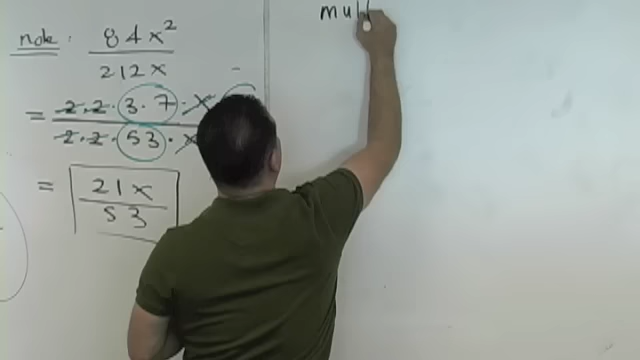 note : 84x²
212x
= 2·2·3·7·x
2·2·53·x
= 21x
53
mul